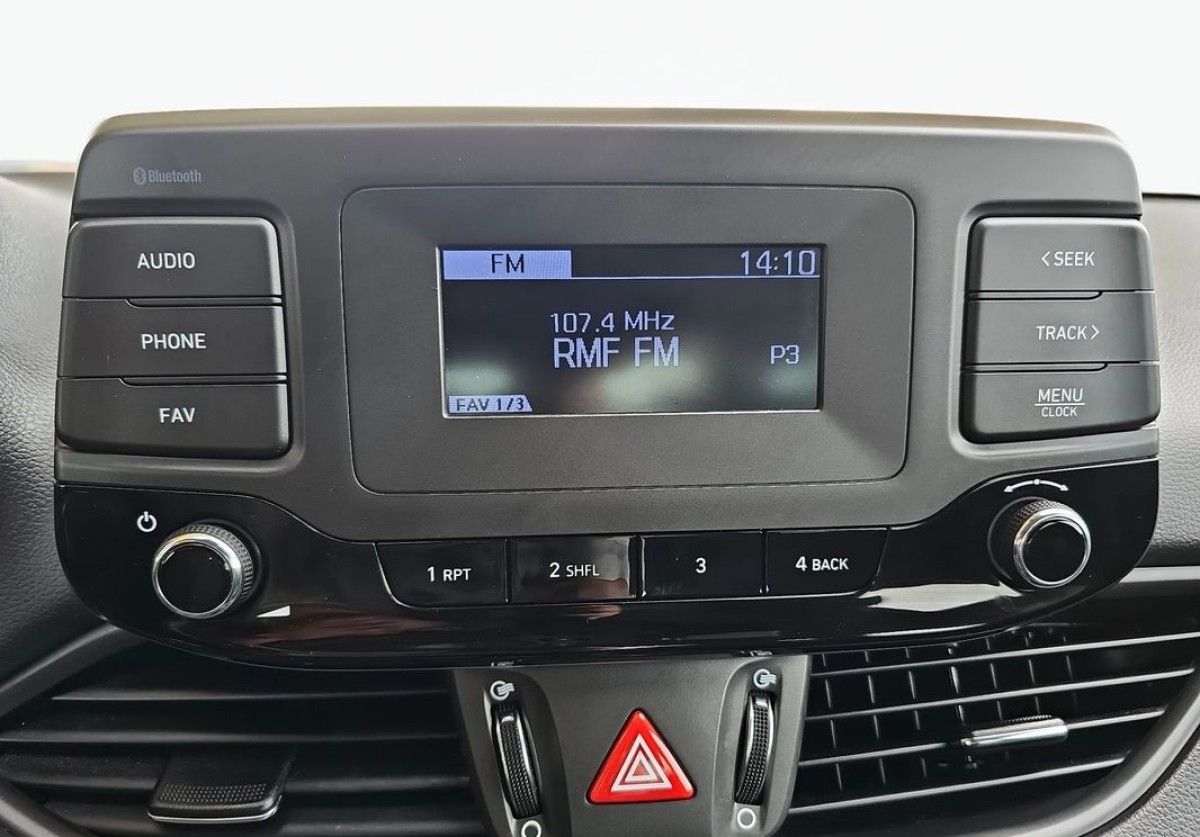 Bluetooth
AUDIO
PHONE
FAV
FM 14:10
107.4 MHz
RMF FM P3
FAV 1/3
< SEEK
TRACK >
MENU
CLOCK
1 RPT
2 SHFL
3
4 BACK